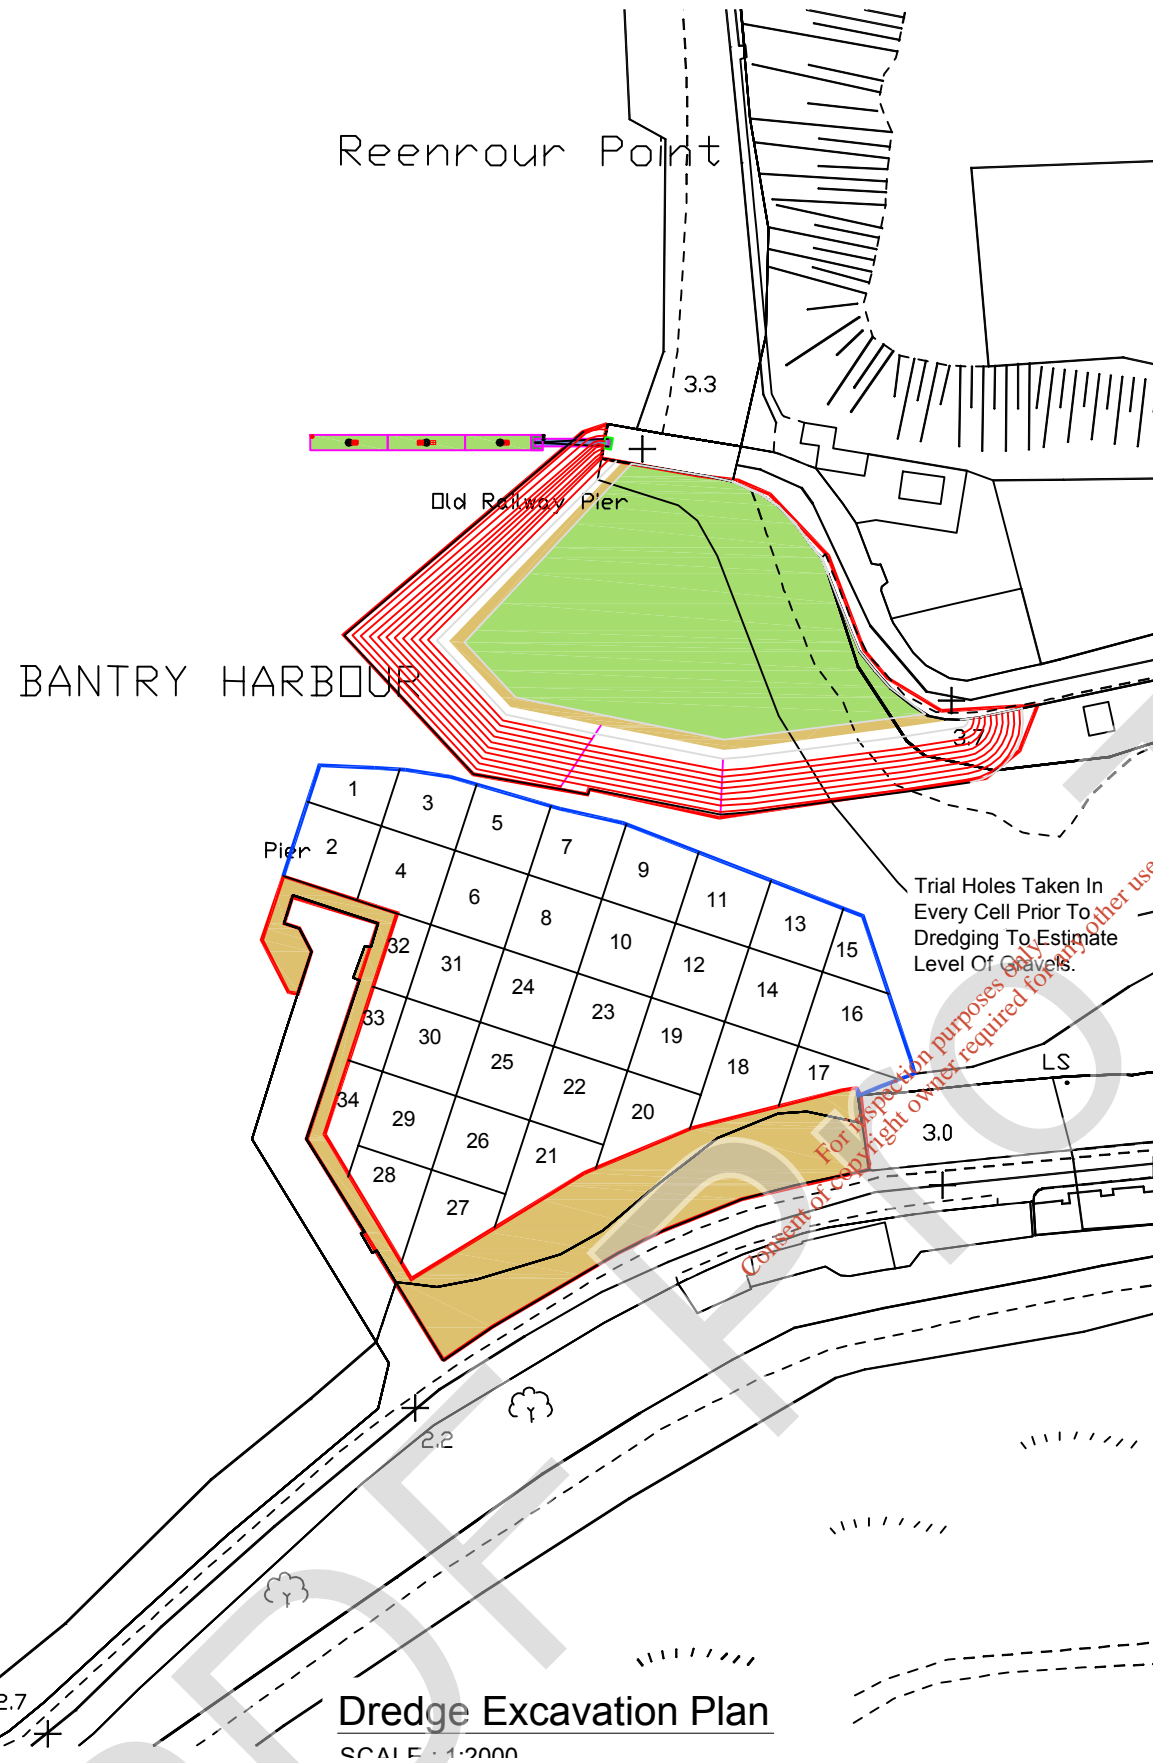 Reenrour Point
3.3
Old Railway Pier
BANTRY HARBOUR
3.7
1
3
5
7
9
11
13
15
Pier
2
4
6
8
10
12
14
16
Trial Holes Taken In
Every Cell Prior To
Dredging To Estimate
Level Of Gravels.
32
31
24
23
19
18
17
33
30
25
22
20
34
29
26
21
28
27
LS
3.0
For inspection purposes only.
Consent of copyright owner required for any other use
2.2
2.7
Dredge Excavation Plan
SCALE : 1:2000
PDF Pro